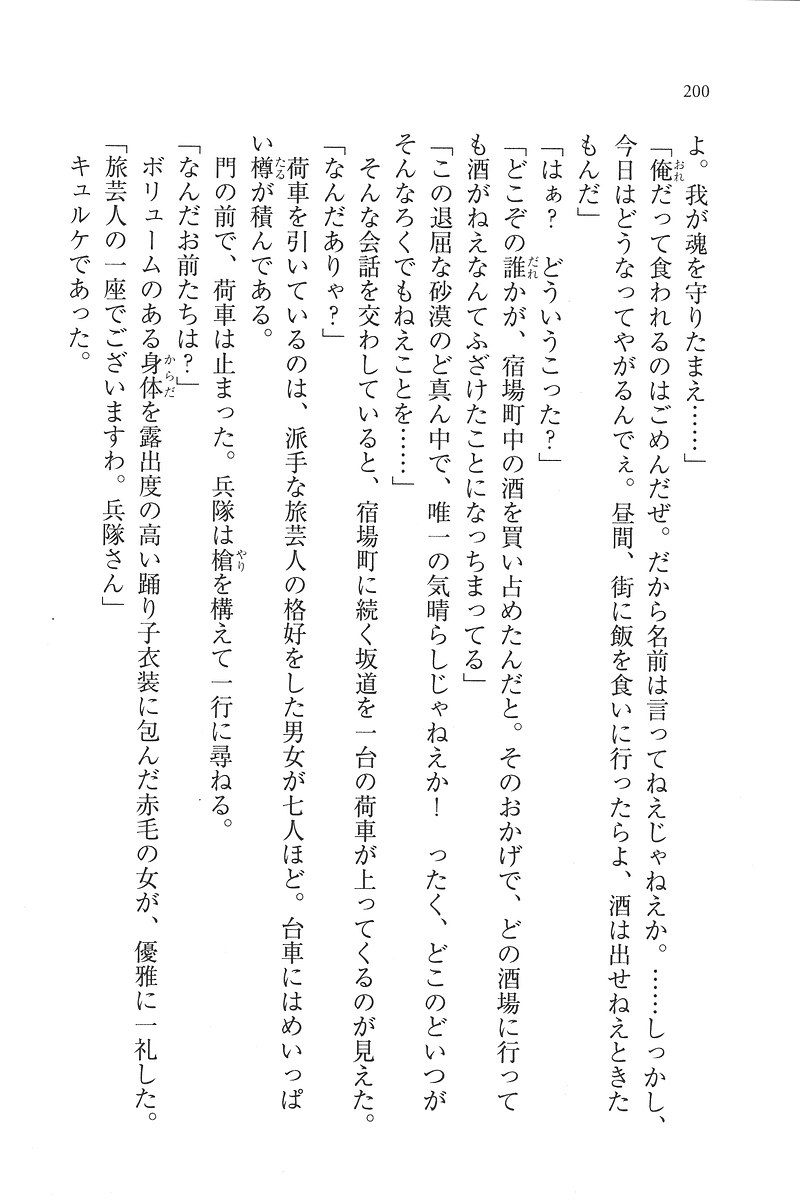 200
よ。我が魂を守りたまえ……」
「俺だって食われるのはごめんだぜ。だから名前は言ってねえじゃねえか。……しっかし、
今日はどうなってやがるんでぇ。昼間、街に飯を食いに行ったらよ、酒は出せねえときた
もんだ」
「はぁ？　どういうこった？」
「どこぞの誰かが、宿場町中の酒を買い占めたんだと。そのおかげで、どの酒場に行って
も酒がねえなんてふざけたことになっちまってる」
「この退屈な砂漠のど真ん中で、唯一の気晴らしじゃねえか！　ったく、どこのどいつが
そんなろくでもねえことを……」
そんな会話を交わしていると、宿場町に続く坂道を一台の荷車が上ってくるのが見えた。
「なんだありゃ？」
荷車を引いているのは、派手な旅芸人の格好をした男女が七人ほど。台車にはめいっぱ
い樽が積んである。
門の前で、荷車は止まった。兵隊は槍を構えて一行に尋ねる。
「なんだお前たちは？」
ボリュームのある身体を露出度の高い踊り子衣装に包んだ赤毛の女が、優雅に一礼した。
「旅芸人の一座でございますわ。兵隊さん」
キュルケであった。